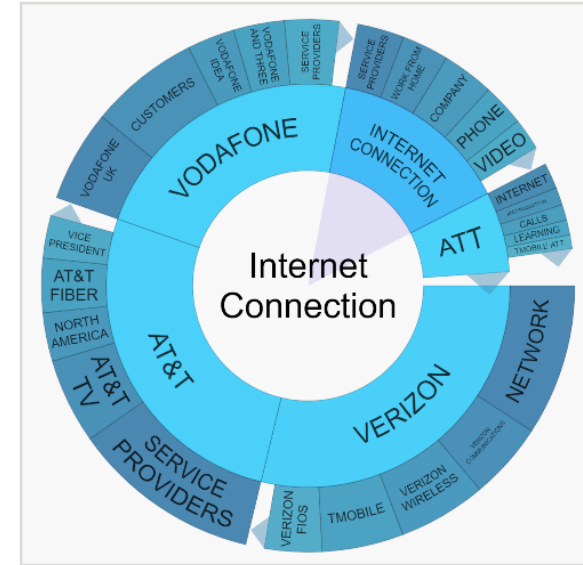 Internet
Connection
INTERNET
CONNECTION
SERVICE
PROVIDERS
WORK FROM
HOME
COMPANY
PHONE
VIDEO
ATT
INTERNET
CALLS
LEARNING
TMOBILE ATT
VERIZON
NETWORK
VERIZON
COMMUNICATIONS
VERIZON
WIRELESS
TMOBILE
VERIZON
FIOS
AT&T
SERVICE
PROVIDERS
AT&T
TV
NORTH
AMERICA
AT&T
FIBER
VICE
PRESIDENT
VODAFONE
VODAFONE
UK
CUSTOMERS
VODAFONE
IDEA
VODAFONE
AND THREE
SERVICE
PROVIDERS